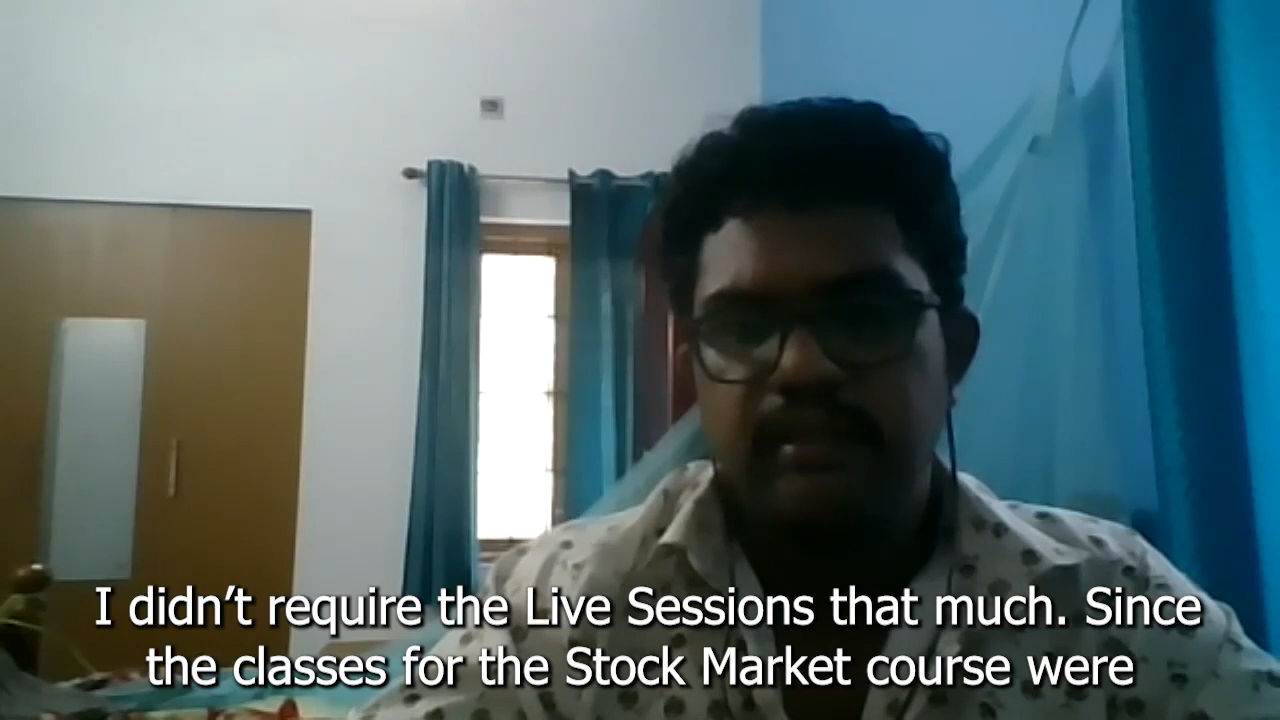 I didn’t require the Live Sessions that much. Since
the classes for the Stock Market course were